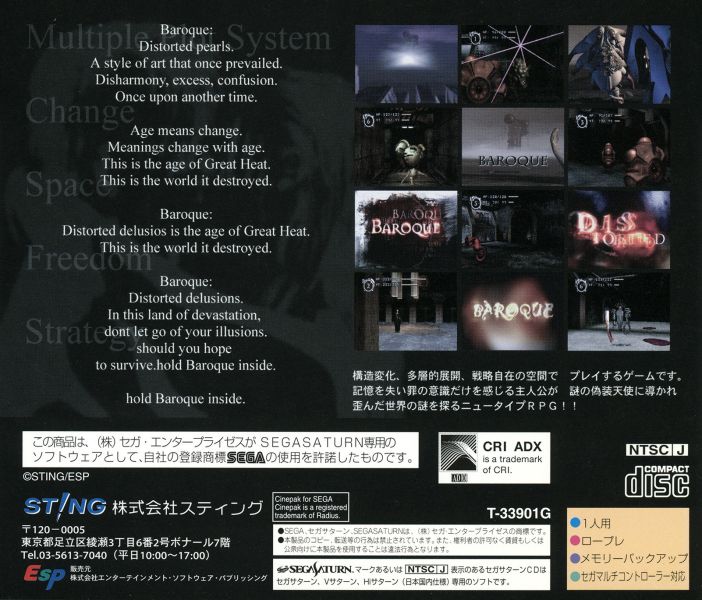 Multiple Plot System
Change
Space
Freedom
Strategy
Baroque:
Distorted pearls.
A style of art that once prevailed.
Disharmony, excess, confusion.
Once upon another time.
Age means change.
Meanings change with age.
This is the age of Great Heat.
This is the world it destroyed.
Baroque:
Distorted delusios is the age of Great Heat.
This is the world it destroyed.
Baroque:
Distorted delusions.
In this land of devastation,
dont let go of your illusions.
should you hope
to survive.hold Baroque inside.
hold Baroque inside.
BAROQUE
BAROQUE
BAROQUE
構造変化、多層的展開、戦略自在の空間で プレイするゲームです。
記憶を失い罪の意識だけを感じる主人公が 謎の偽装天使に導かれ
歪んだ世界の謎を探るニュータイプＲＰＧ！！
この商品は、(株)セガ・エンタープライゼスがSEGASATURN専用の
ソフトウェアとして、自社の登録商標SEGAの使用を許諾したものです。
©STING/ESP
CRI ADX
is a trademark
of CRI.
ADX
NTSC J
COMPACT
disc
STING 株式会社スティング
〒120-0005
東京都足立区綾瀬3丁目6番2号ボナール7階
Tel.03-5613-7040（平日10:00〜17:00）
Esp 販売元
株式会社エンターテインメント・ソフトウェア・パブリッシング
Cinepak for SEGA
Cinepak is a registered
trademark of Radius.
T-33901G
●SEGA、セガサターン、SEGASATURNは、(株)セガ・エンタープライゼスの商標です。
●本商品のコピー、転送等の行為は禁止されています。また、権利者の許諾なく賃貸もしくは
公衆向けに本製品を使用することは違法行為となります。
SEGASATURN.マークあるいは NTSC J 表示のあるセガサターンCDは
セガサターン、Vサターン、Hiサターン(日本国内仕様)専用のソフトです。
●1人用
●ロープレ
●メモリーバックアップ
●セガマルチコントローラー対応